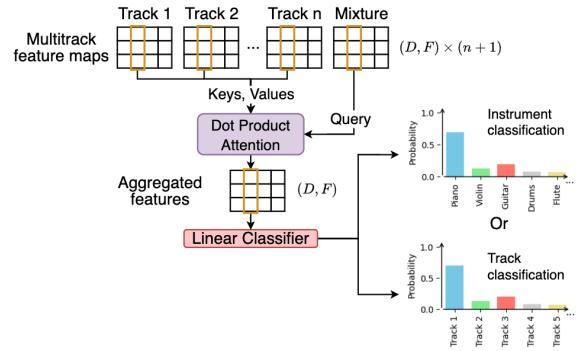 Track 1 Track 2 Track n Mixture
Multitrack
feature maps
...
(D, F) × (n + 1)
Keys, Values
Query
Dot Product
Attention
Aggregated
features
(D, F)
Linear Classifier
Instrument
classification
Probability
1.0
0.5
0.0
Piano
Violin
Guitar
Drums
Flute
...
Or
Track
classification
Probability
1.0
0.5
0.0
Track 1
Track 2
Track 3
Track 4
Track 5
...